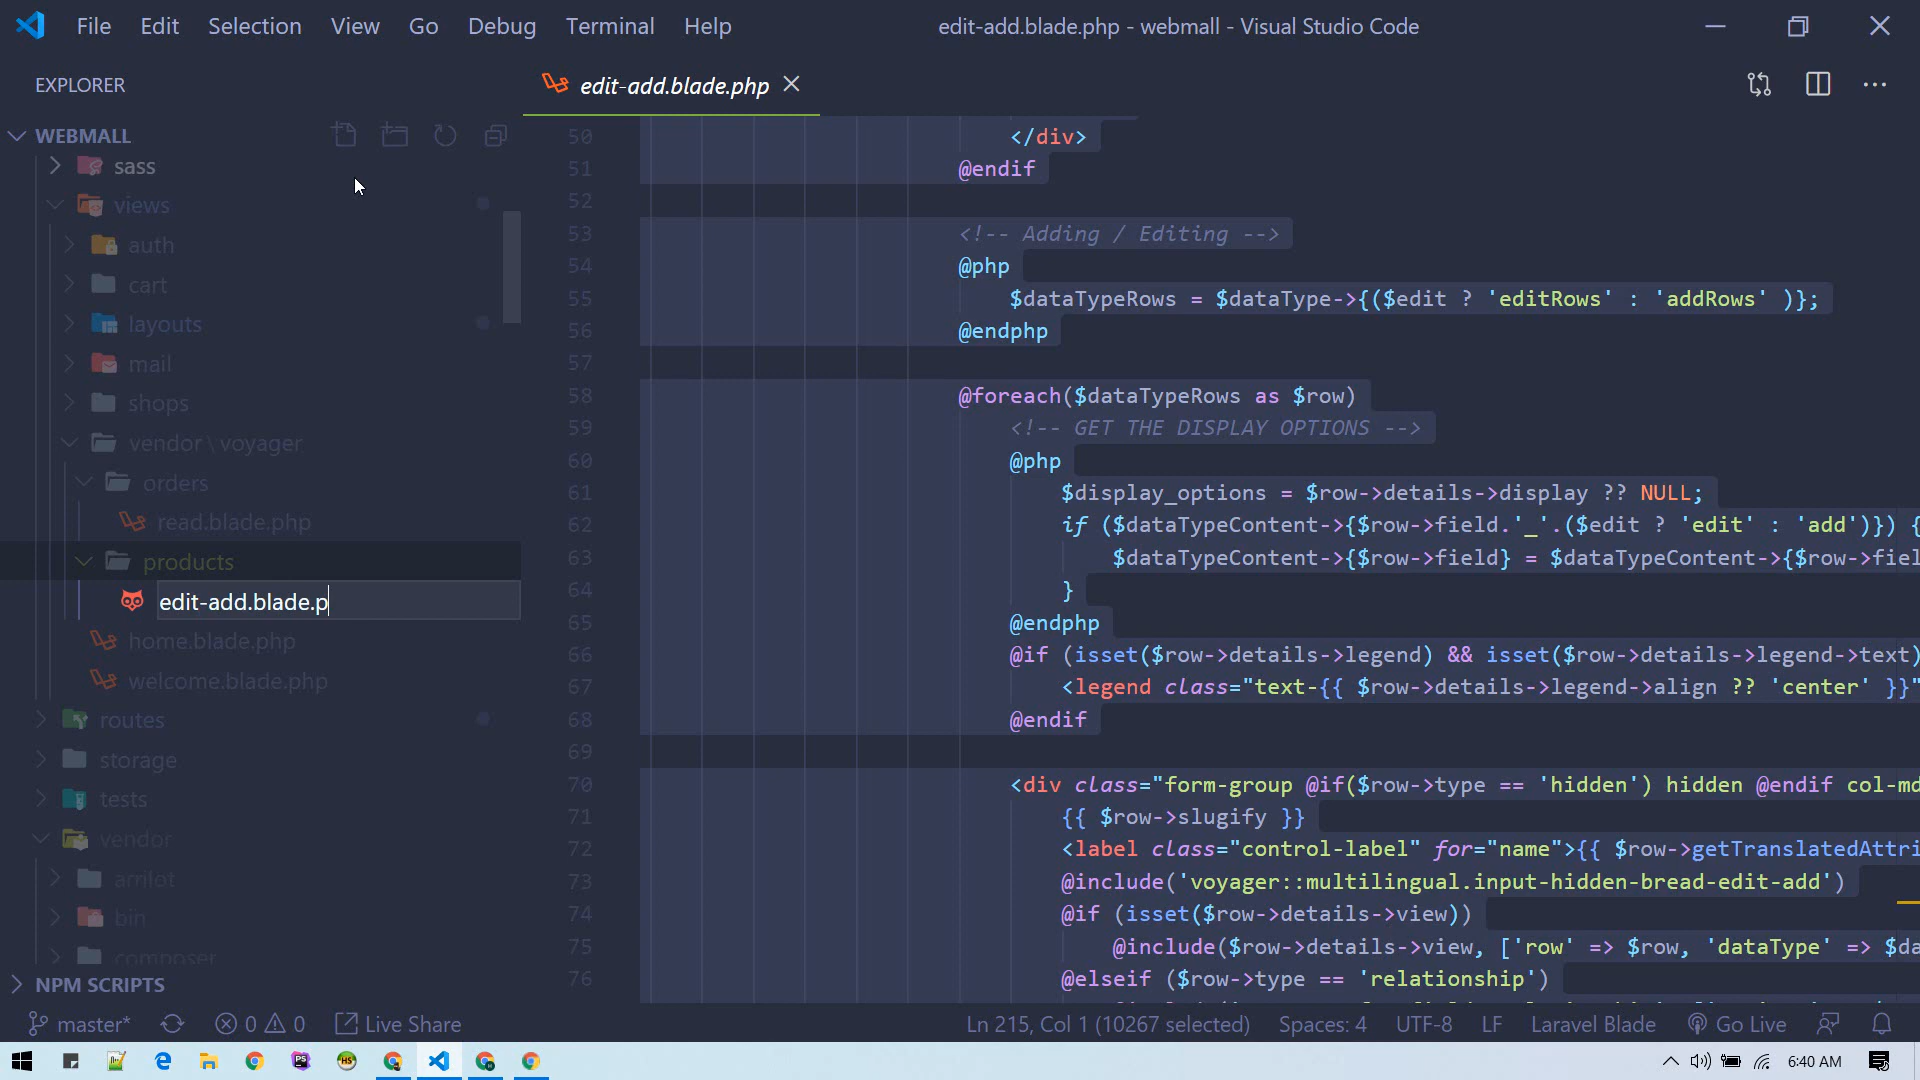 File Edit Selection View Go Debug Terminal Help
edit-add.blade.php - webmall - Visual Studio Code
EXPLORER
edit-add.blade.php
WEBMALL
sass
views
auth
cart
layouts
mail
shops
vendor \ voyager
orders
read.blade.php
products
edit-add.blade.p
home.blade.php
welcome.blade.php
routes
storage
tests
vendor
arrilot
bin
composer
NPM SCRIPTS
50 </div>
51 @endif
52
53 <!-- Adding / Editing -->
54 @php
55 $dataTypeRows = $dataType->{($edit ? 'editRows' : 'addRows' )};
56 @endphp
57
58 @foreach($dataTypeRows as $row)
59 <!-- GET THE DISPLAY OPTIONS -->
60 @php
61 $display_options = $row->details->display ?? NULL;
62 if ($dataTypeContent->{$row->field.'_'.($edit ? 'edit' : 'add')}) {
63 $dataTypeContent->{$row->field} = $dataTypeContent->{$row->fiel
64 }
65 @endphp
66 @if (isset($row->details->legend) && isset($row->details->legend->text)
67 <legend class="text-{{ $row->details->legend->align ?? 'center' }}"
68 @endif
69
70 <div class="form-group @if($row->type == 'hidden') hidden @endif col-md
71 {{ $row->slugify }}
72 <label class="control-label" for="name">{{ $row->getTranslatedAttri
73 @include('voyager::multilingual.input-hidden-bread-edit-add')
74 @if (isset($row->details->view))
75 @include($row->details->view, ['row' => $row, 'dataType' => $da
76 @elseif ($row->type == 'relationship')
master* 0 0 Live Share
Ln 215, Col 1 (10267 selected) Spaces: 4 UTF-8 LF Laravel Blade Go Live
6:40 AM